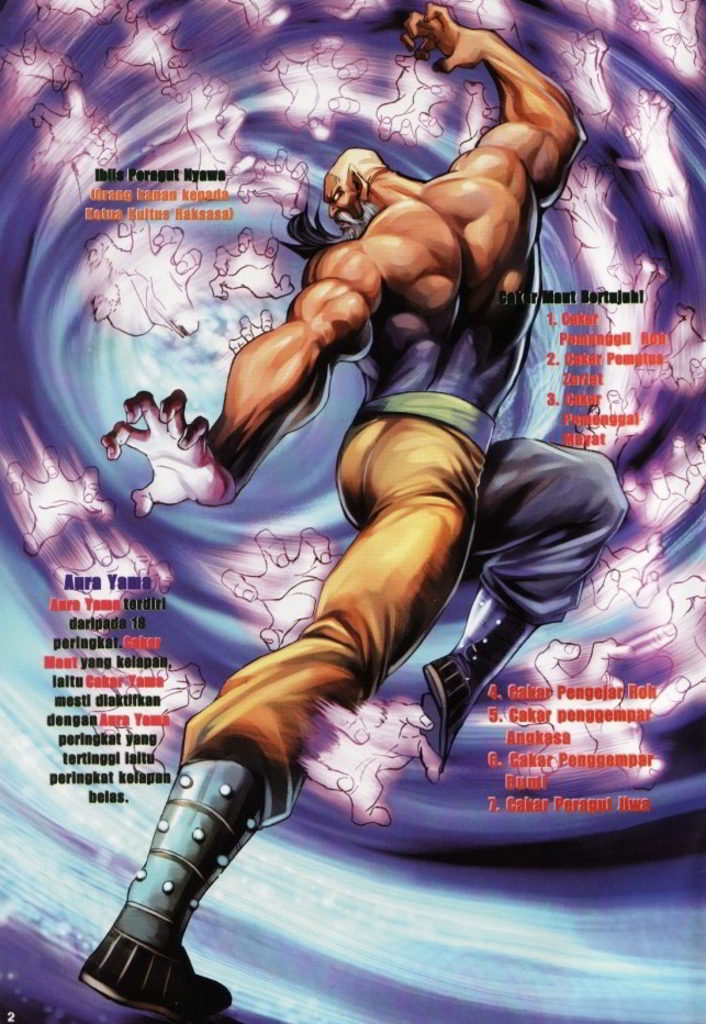 Iblis Peragut Nyawa
(Orang kanan kepada
Ketua Kultus Raksasa)
Cakar Maut Bertujuh!
1. Cakar
Pemanggil Roh
2. Cakar Pemutus
Zuriat
3. Cakar
Pemenggal
Mayat
Aura Yama
Aura Yama terdiri
daripada 18
peringkat. Cakar
Maut yang kelapan,
iaitu Cakar Yama
mesti diaktifkan
dengan Aura Yama
peringkat yang
tertinggi iaitu
peringkat kelapan
belas.
4. Cakar Pengejar Roh
5. Cakar penggempar
Angkasa
6. Cakar Penggempar
Bumi
7. Cakar Peragut Jiwa
2